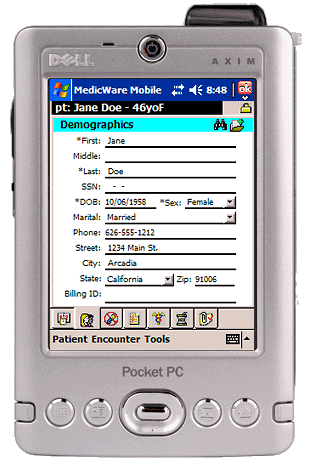 DELL
AXIM
MedicWare Mobile 8:48 ok
pt: Jane Doe - 46yoF
Demographics
*First: Jane
Middle:
*Last: Doe
SSN: - -
*DOB: 10/06/1958 *Sex: Female
Marital: Married
Phone: 626-555-1212
Street: 1234 Main St.
City: Arcadia
State: California Zip: 91006
Billing ID:
Patient Encounter Tools
Pocket PC